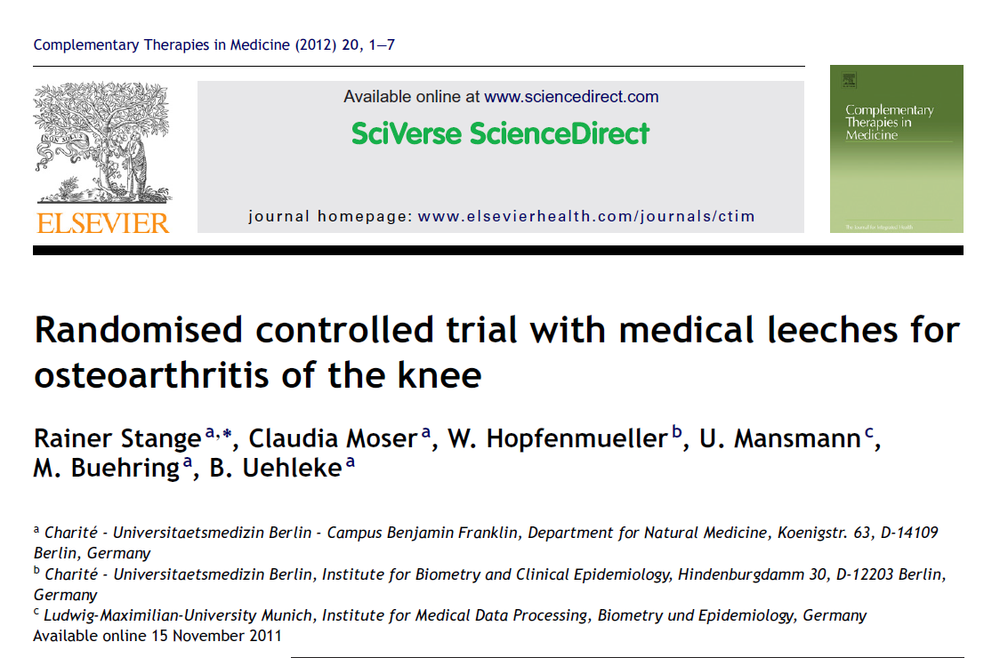 Complementary Therapies in Medicine (2012) 20, 1—7
Available online at www.sciencedirect.com
SciVerse ScienceDirect
journal homepage: www.elsevierhealth.com/journals/ctim
NON SOLUS
ELSEVIER
Complementary
Therapies in
Medicine
The Journal for Integrated Health
Randomised controlled trial with medical leeches for
osteoarthritis of the knee
Rainer Stange a,*, Claudia Moser a, W. Hopfenmueller b, U. Mansmann c,
M. Buehring a, B. Uehleke a
a Charité - Universitaetsmedizin Berlin - Campus Benjamin Franklin, Department for Natural Medicine, Koenigstr. 63, D-14109
Berlin, Germany
b Charité - Universitaetsmedizin Berlin, Institute for Biometry and Clinical Epidemiology, Hindenburgdamm 30, D-12203 Berlin,
Germany
c Ludwig-Maximilian-University Munich, Institute for Medical Data Processing, Biometry und Epidemiology, Germany
Available online 15 November 2011